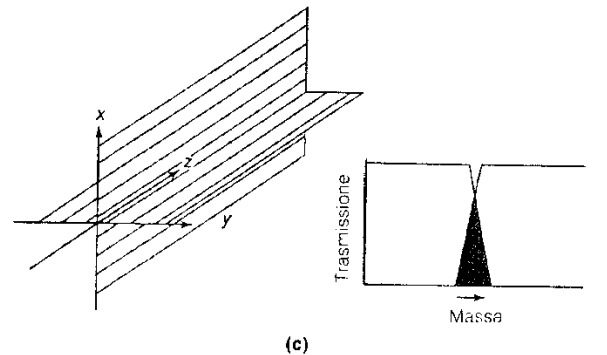 x
z
y
Trasmissione
Massa
(c)